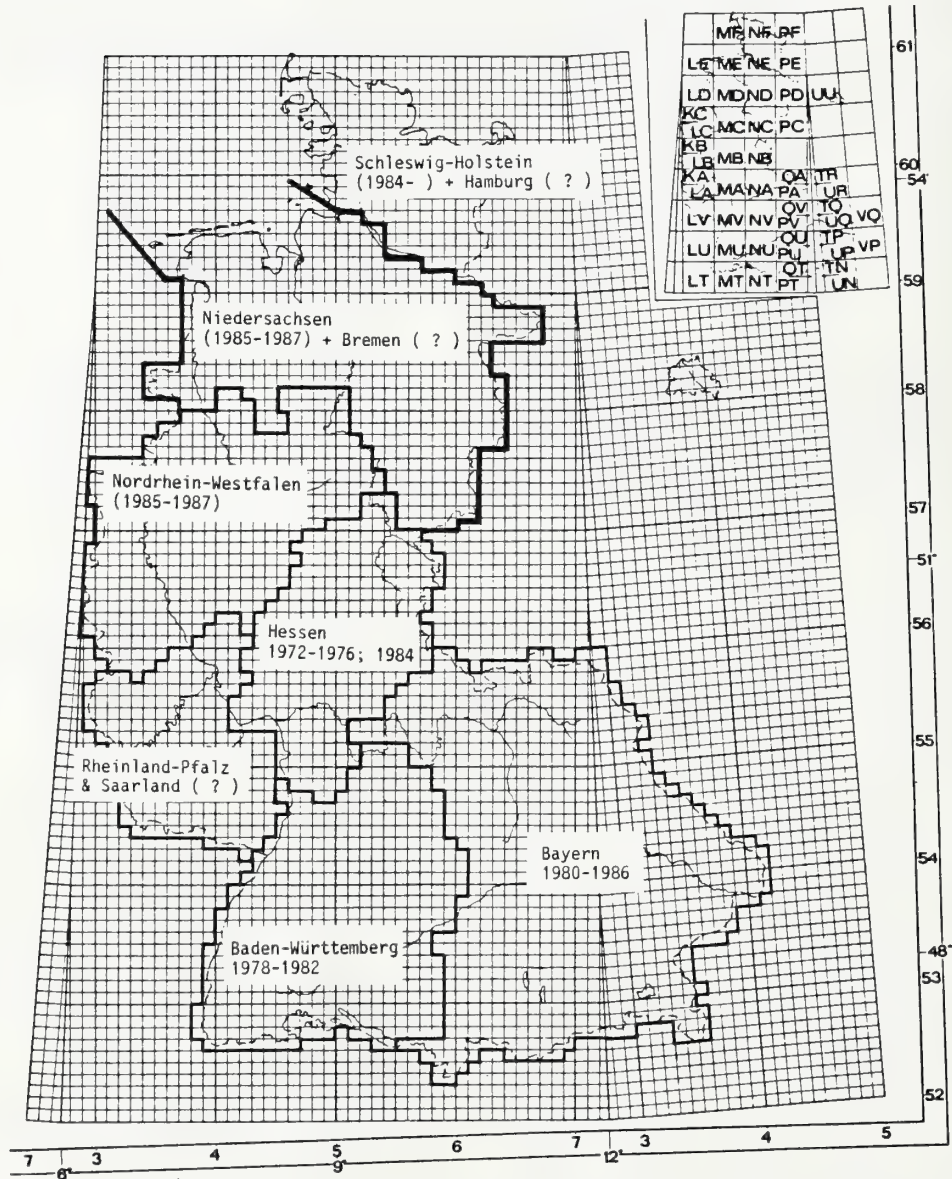 MF NF PF
LE ME NE PE
LD MD ND PD UU
KC
LC MC NC PC
KB
LB MB NB
KA QA TR
LA MA NA PA UR
QV TQ
LV MV NV PV UQ VQ
QU TP
LU MU NU PU UP VP
QT TN
LT MT NT PT UN
61
60
54°
59
58
57
51°
56
55
54
48°
53
52
Schleswig-Holstein
(1984- ) + Hamburg ( ? )
Niedersachsen
(1985-1987) + Bremen ( ? )
Nordrhein-Westfalen
(1985-1987)
Hessen
1972-1976; 1984
Rheinland-Pfalz
& Saarland ( ? )
Bayern
1980-1986
Baden-Württemberg
1978-1982
7 3 4 5 6 7 3 4 5
6° 9° 12°